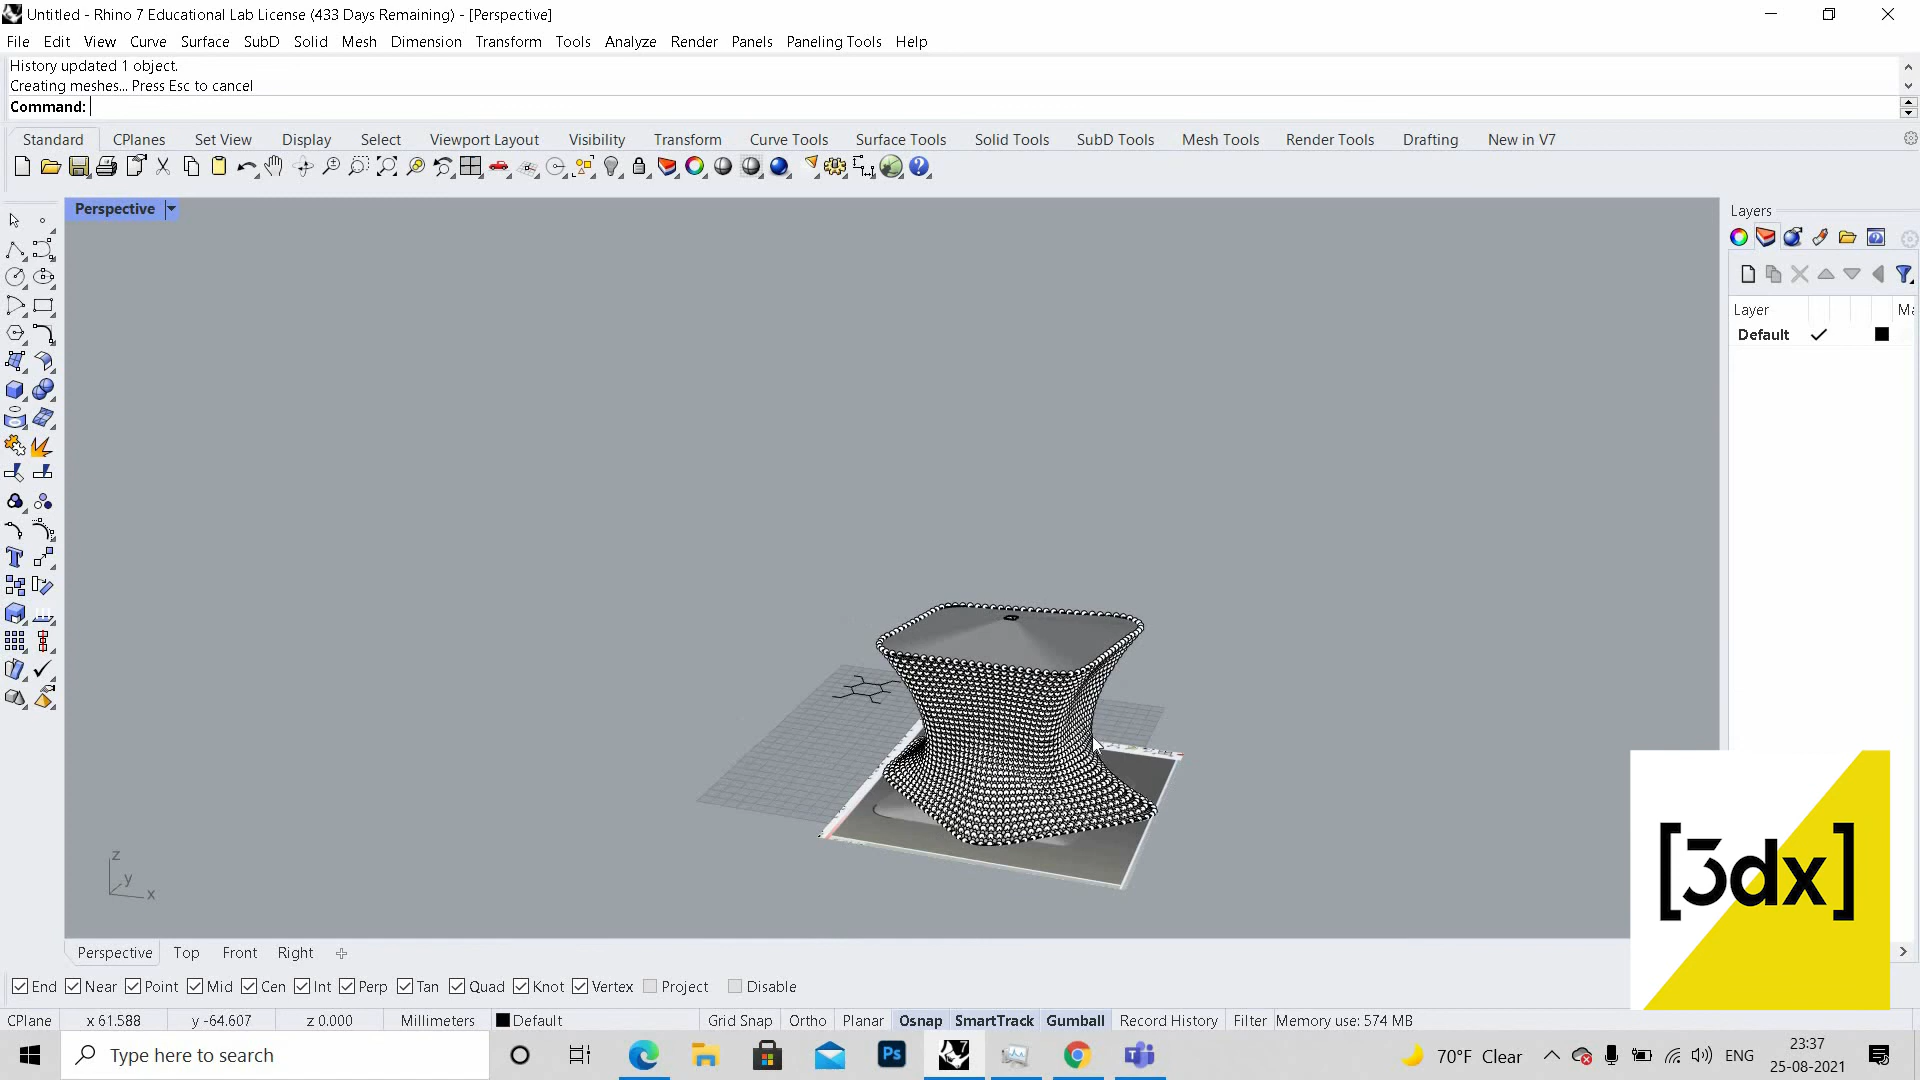 Untitled - Rhino 7 Educational Lab License (433 Days Remaining) - [Perspective]
File Edit View Curve Surface SubD Solid Mesh Dimension Transform Tools Analyze Render Panels Paneling Tools Help
History updated 1 object.
Creating meshes... Press Esc to cancel
Command:
Standard CPlanes Set View Display Select Viewport Layout Visibility Transform Curve Tools Surface Tools Solid Tools SubD Tools Mesh Tools Render Tools Drafting New in V7
Perspective
Layers
Layer
Default
z
y
x
[3dx]
Perspective Top Front Right
End Near Point Mid Cen Int Perp Tan Quad Knot Vertex Project Disable
CPlane x 61.588 y -64.607 z 0.000 Millimeters Default Grid Snap Ortho Planar Osnap SmartTrack Gumball Record History Filter Memory use: 574 MB
Type here to search
Ps
70°F Clear
ENG
23:37
25-08-2021